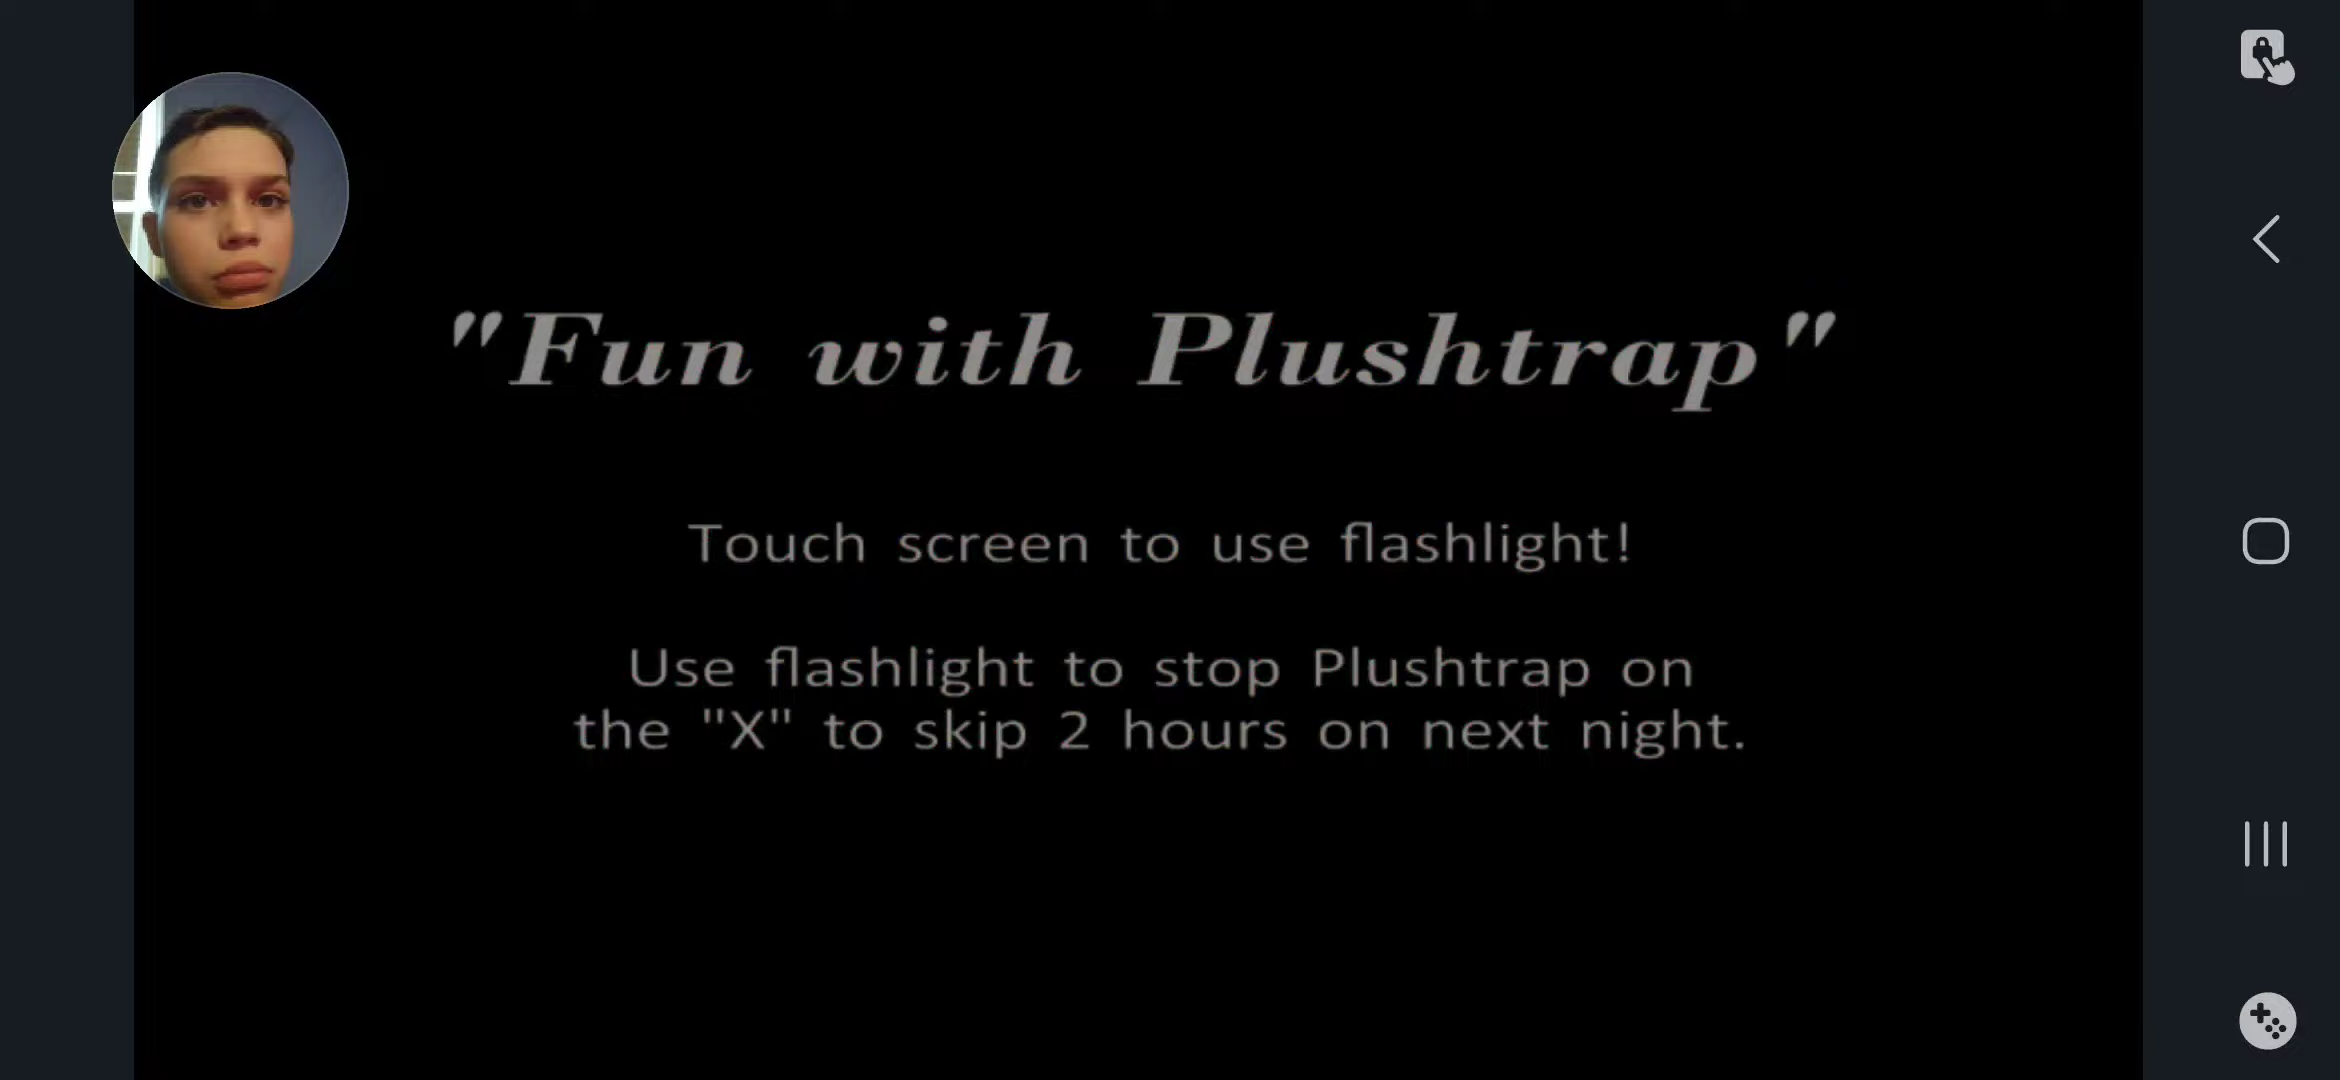 "Fun with Plushtrap"
Touch screen to use flashlight!
Use flashlight to stop Plushtrap on
the "X" to skip 2 hours on next night.